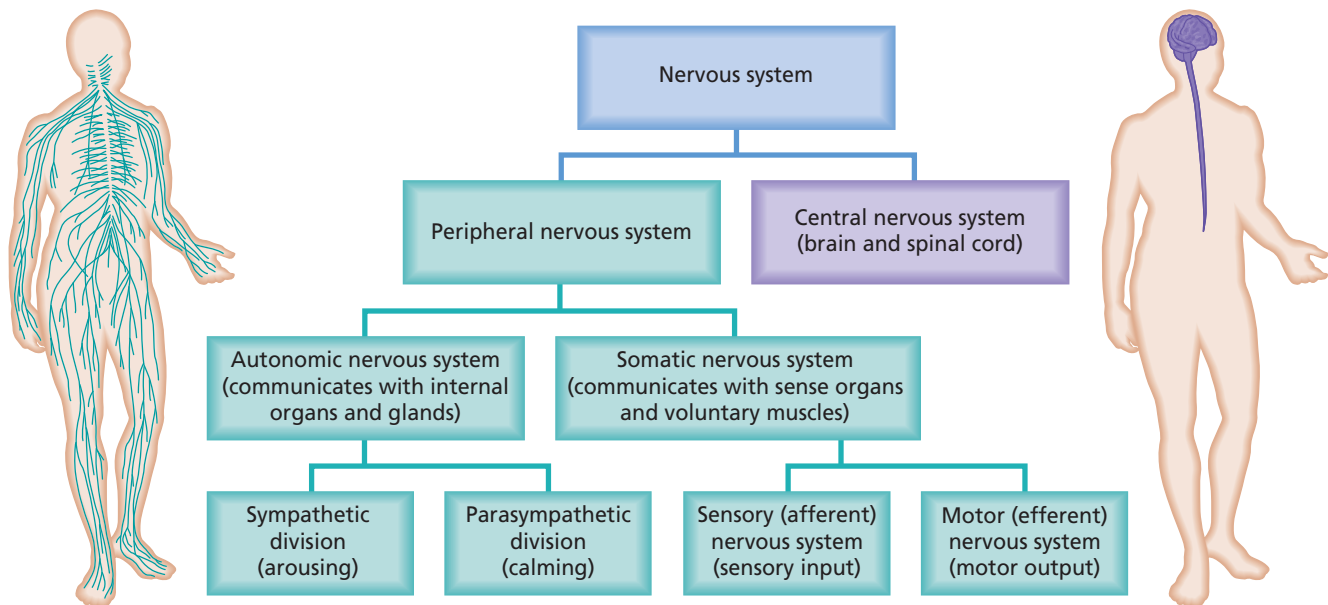 Nervous system
Peripheral nervous system
Central nervous system
(brain and spinal cord)
Autonomic nervous system
(communicates with internal
organs and glands)
Somatic nervous system
(communicates with sense organs
and voluntary muscles)
Sympathetic
division
(arousing)
Parasympathetic
division
(calming)
Sensory (afferent)
nervous system
(sensory input)
Motor (efferent)
nervous system
(motor output)